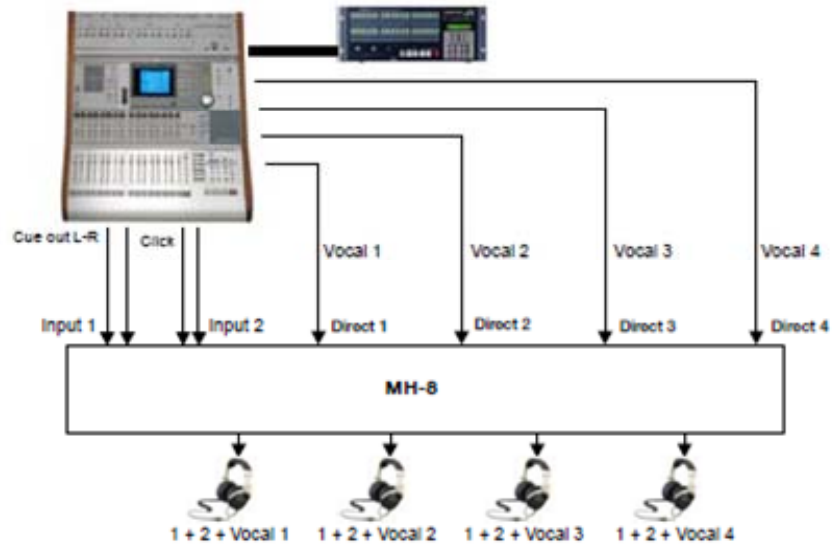 Cue out L-R
Click
Vocal 1
Vocal 2
Vocal 3
Vocal 4
Input 1
Input 2
Direct 1
Direct 2
Direct 3
Direct 4
MH-8
1 + 2 + Vocal 1
1 + 2 + Vocal 2
1 + 2 + Vocal 3
1 + 2 + Vocal 4